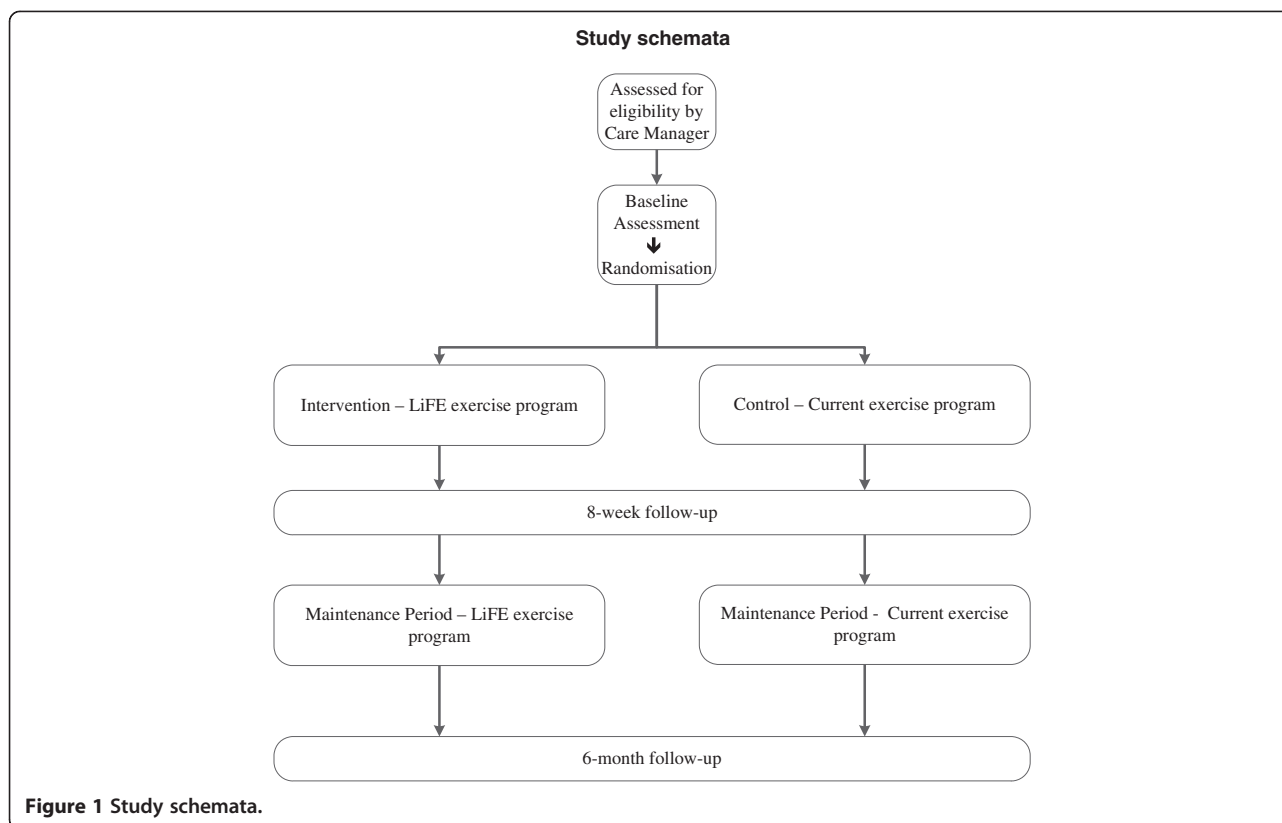 Study schemata
Assessed for
eligibility by
Care Manager
Baseline
Assessment
Randomisation
Intervention – LiFE exercise program
Control – Current exercise program
8-week follow-up
Maintenance Period – LiFE exercise
program
Maintenance Period - Current exercise
program
6-month follow-up
Figure 1 Study schemata.